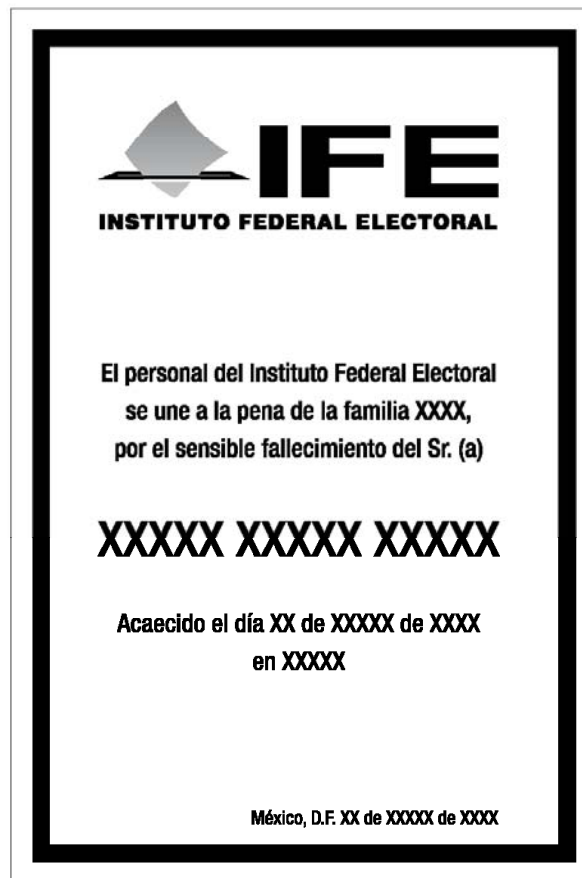 IFE
INSTITUTO FEDERAL ELECTORAL
El personal del Instituto Federal Electoral
se une a la pena de la familia XXXX,
por el sensible fallecimiento del Sr. (a)
XXXXX XXXXX XXXXX
Acaecido el día XX de XXXXX de XXXX
en XXXXX
México, D.F. XX de XXXXX de XXXX